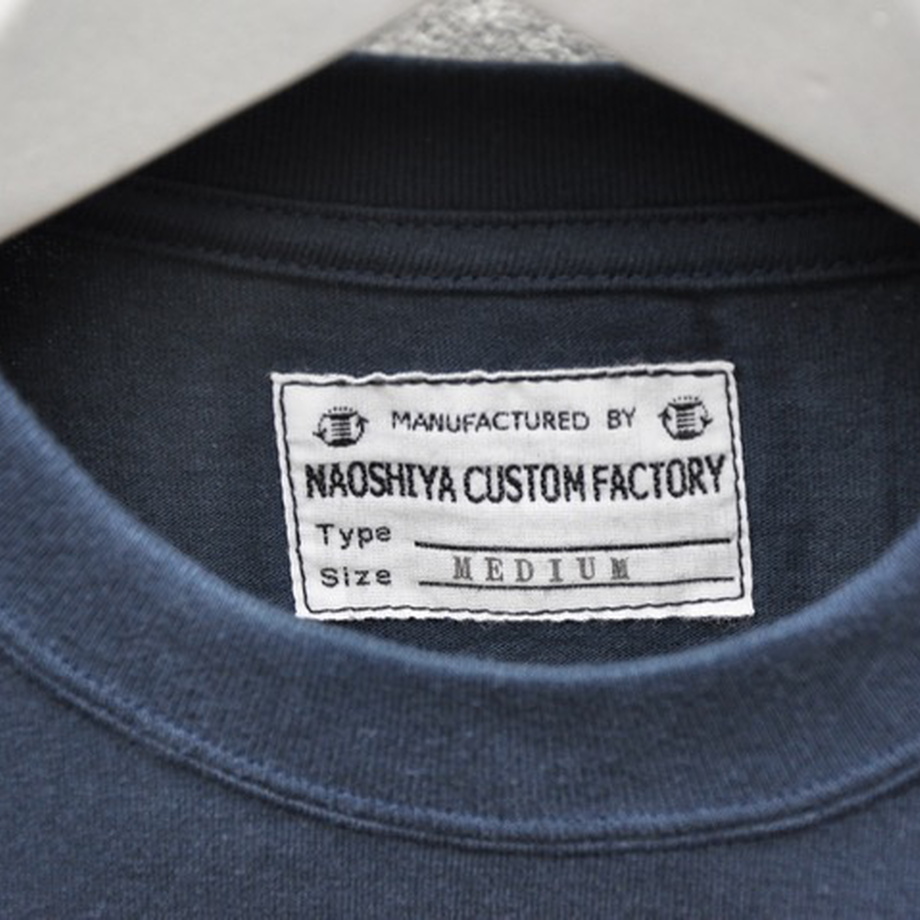 MANUFACTURED BY
NAOSHIYA CUSTOM FACTORY
Type
Size MEDIUM